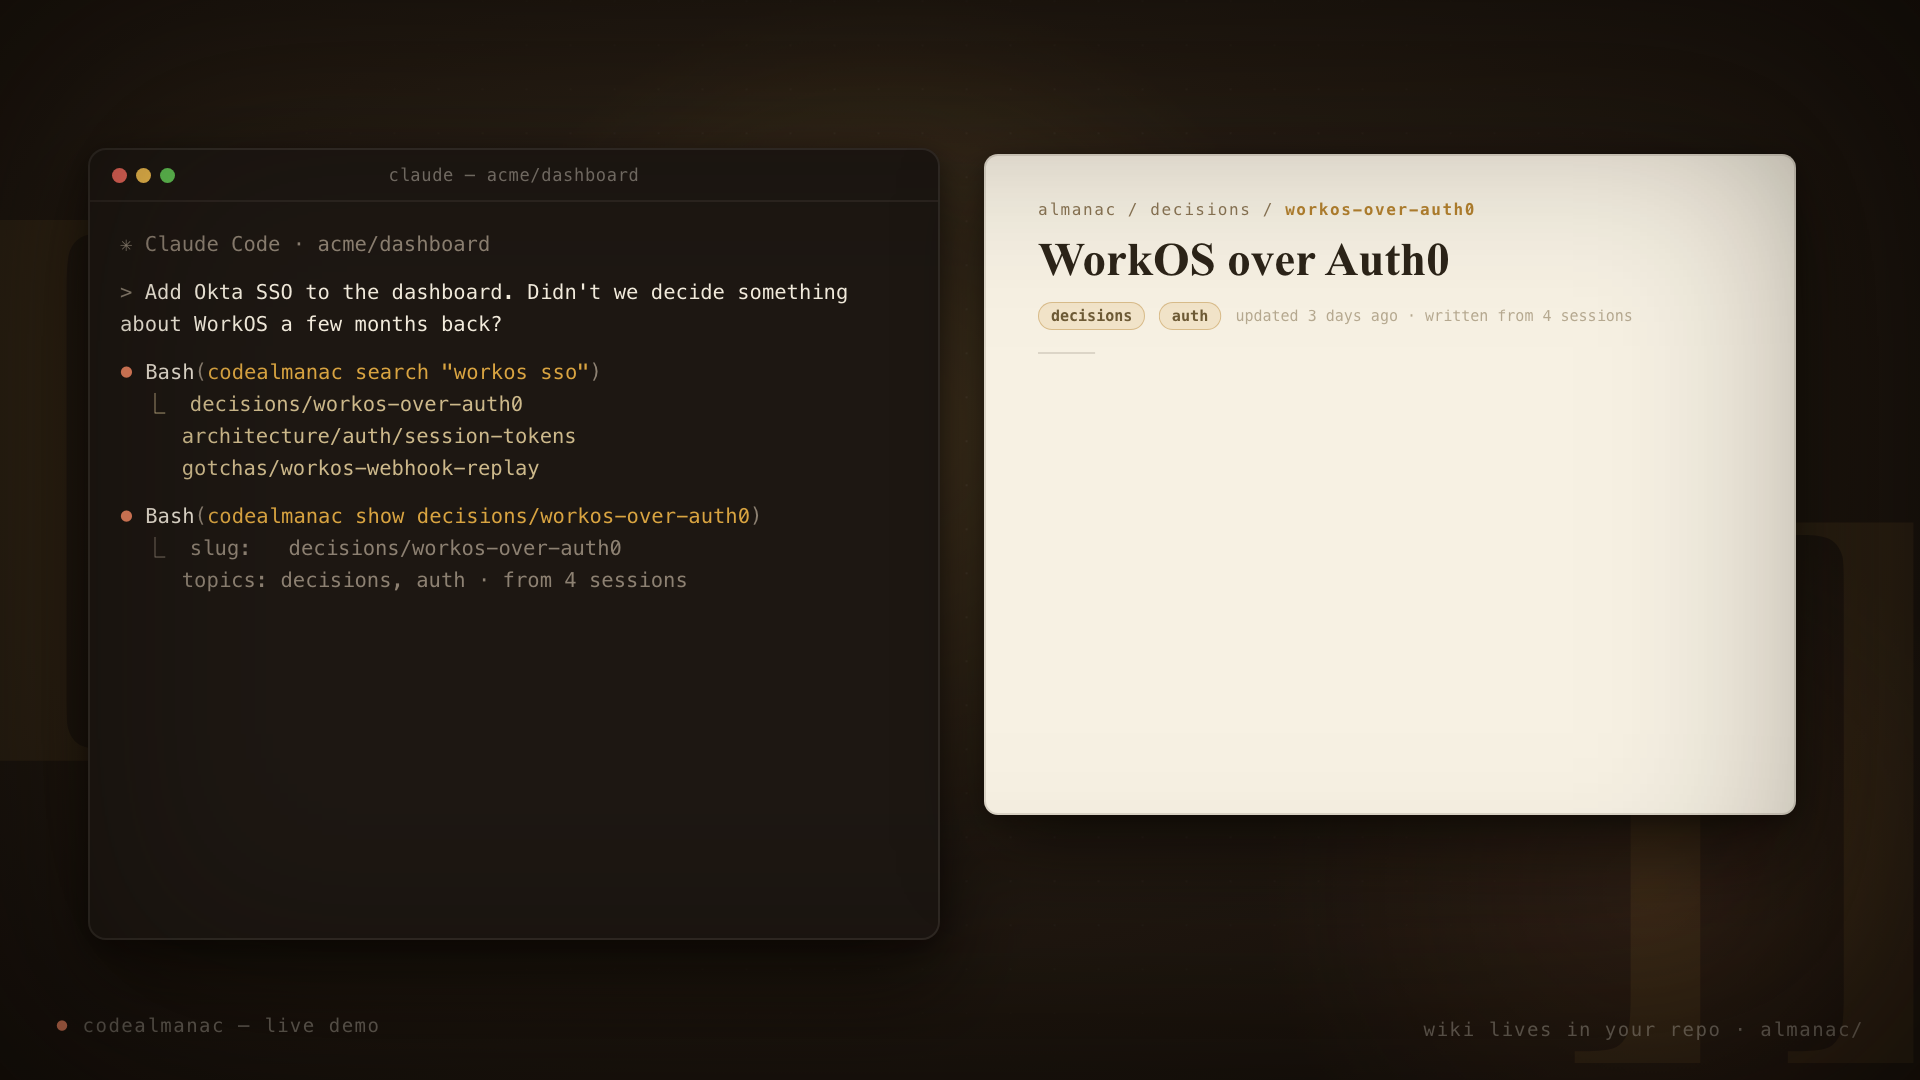 claude — acme/dashboard
✳ Claude Code · acme/dashboard
> Add Okta SSO to the dashboard. Didn't we decide something
about WorkOS a few months back?
● Bash(codealmanac search "workos sso")
⎿ decisions/workos-over-auth0
architecture/auth/session-tokens
gotchas/workos-webhook-replay
● Bash(codealmanac show decisions/workos-over-auth0)
⎿ slug: decisions/workos-over-auth0
topics: decisions, auth · from 4 sessions
almanac / decisions / workos-over-auth0
WorkOS over Auth0
decisions auth updated 3 days ago · written from 4 sessions
codealmanac — live demo
wiki lives in your repo · almanac/